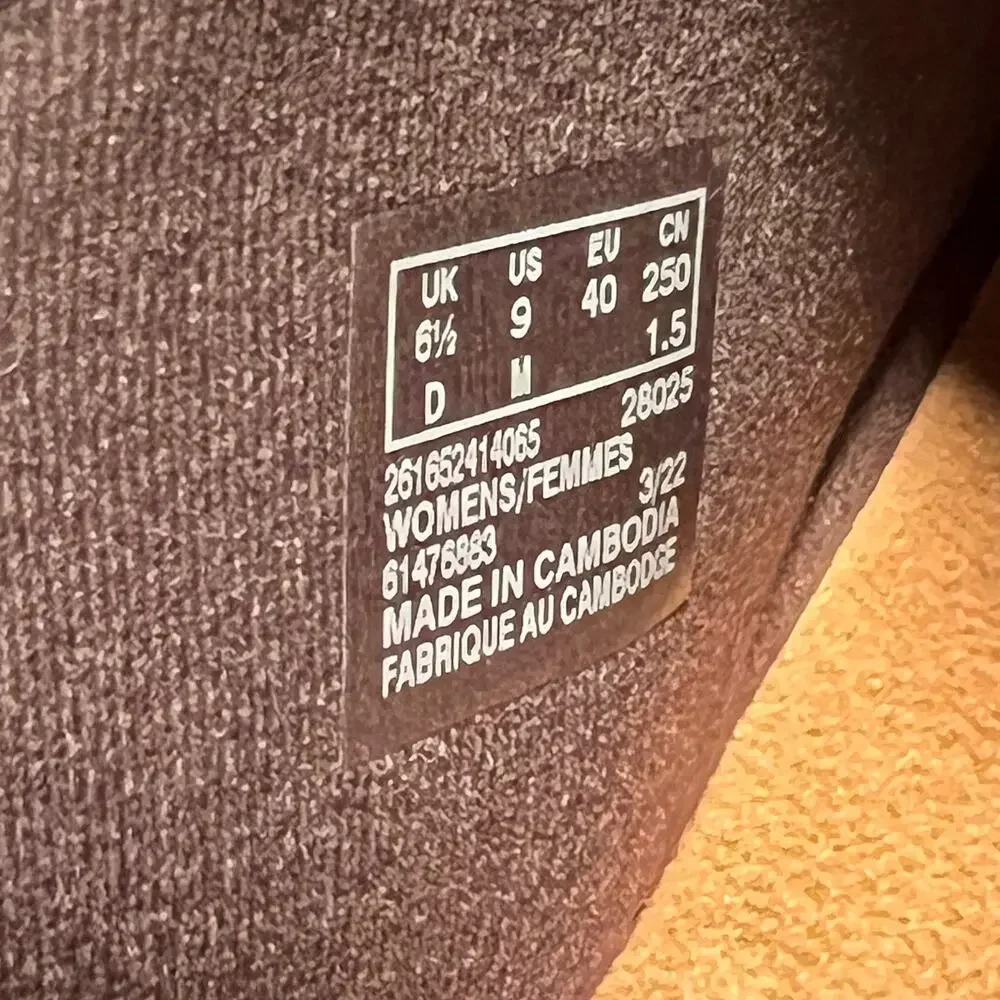 UK US EU CN
6½ 9 40 250
D M 1.5
261652414065 28025
WOMENS/FEMMES
61476883 3/22
MADE IN CAMBODIA
FABRIQUE AU CAMBODGE